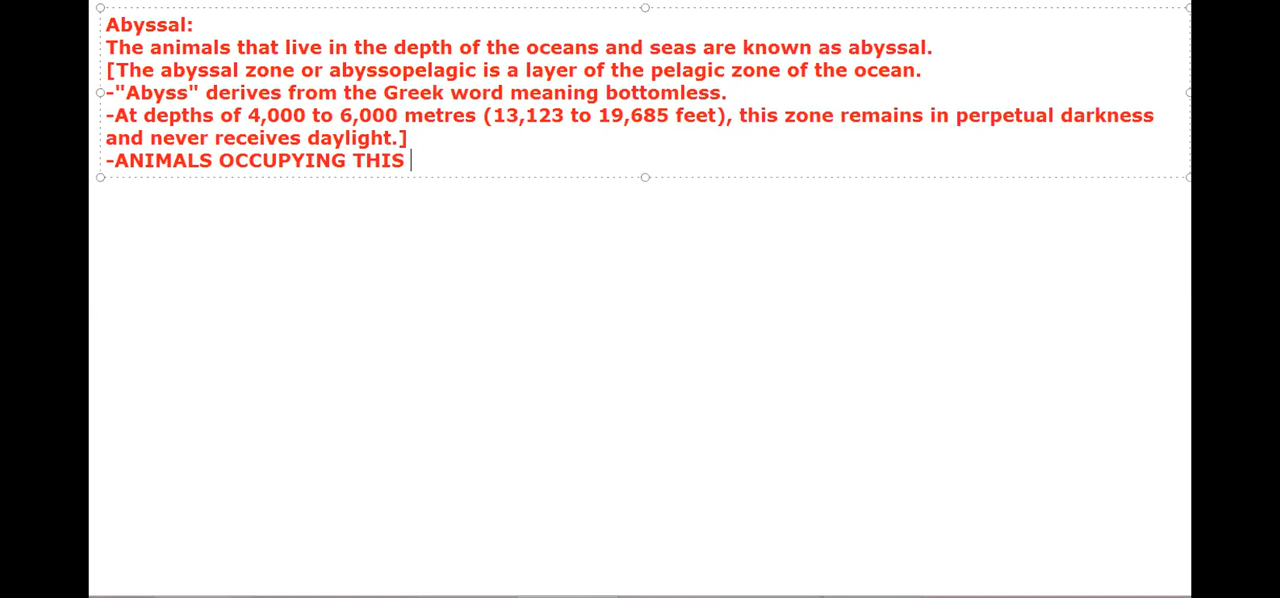 Abyssal:
The animals that live in the depth of the oceans and seas are known as abyssal.
[The abyssal zone or abyssopelagic is a layer of the pelagic zone of the ocean.
-"Abyss" derives from the Greek word meaning bottomless.
-At depths of 4,000 to 6,000 metres (13,123 to 19,685 feet), this zone remains in perpetual darkness
and never receives daylight.]
-ANIMALS OCCUPYING THIS